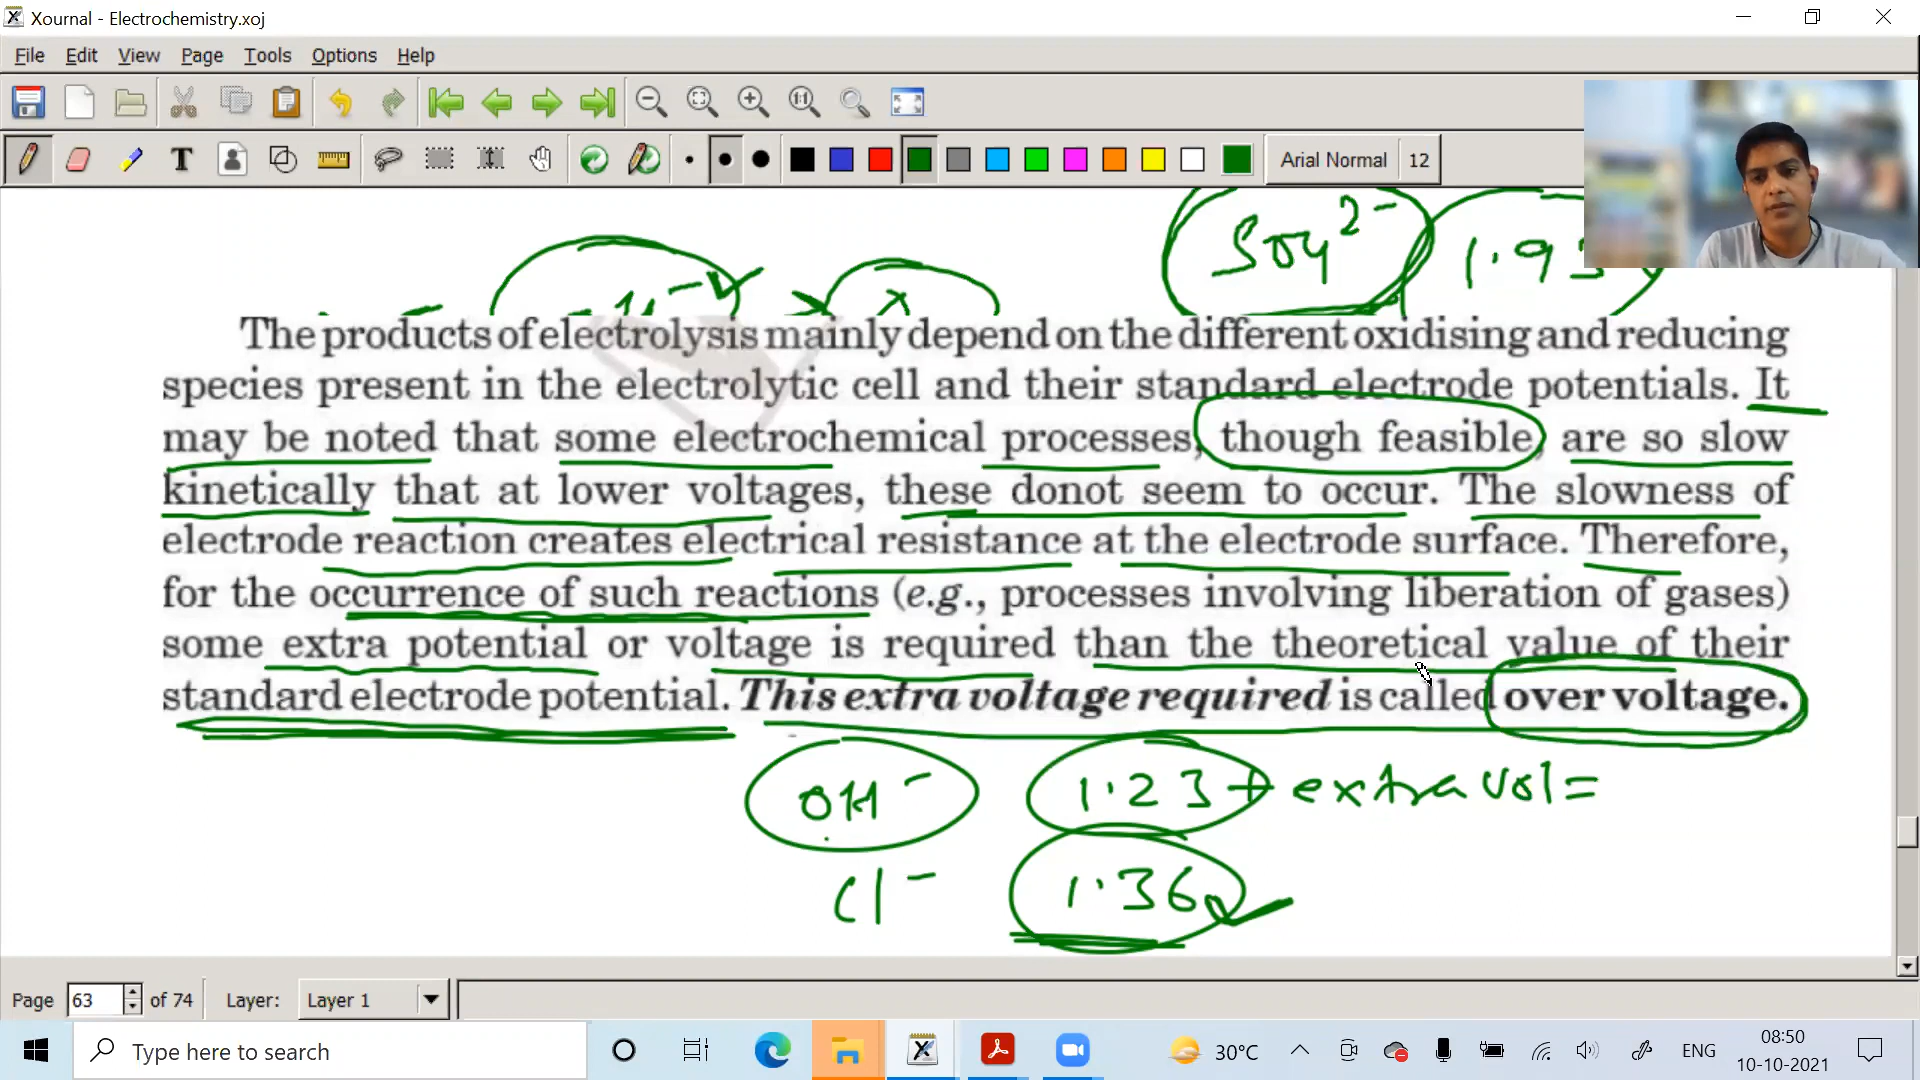 Xournal - Electrochemistry.xoj
File Edit View Page Tools Options Help
Arial Normal 12
SO4 2-
1.9
The products of electrolysis mainly depend on the different oxidising and reducing
species present in the electrolytic cell and their standard electrode potentials. It
may be noted that some electrochemical processes, though feasible, are so slow
kinetically that at lower voltages, these donot seem to occur. The slowness of
electrode reaction creates electrical resistance at the electrode surface. Therefore,
for the occurrence of such reactions (e.g., processes involving liberation of gases)
some extra potential or voltage is required than the theoretical value of their
standard electrode potential. This extra voltage required is called over voltage.
OH- 1.23 + extra vol =
Cl- 1.36
Page 63 of 74 Layer: Layer 1
Type here to search
30°C
ENG
08:50
10-10-2021